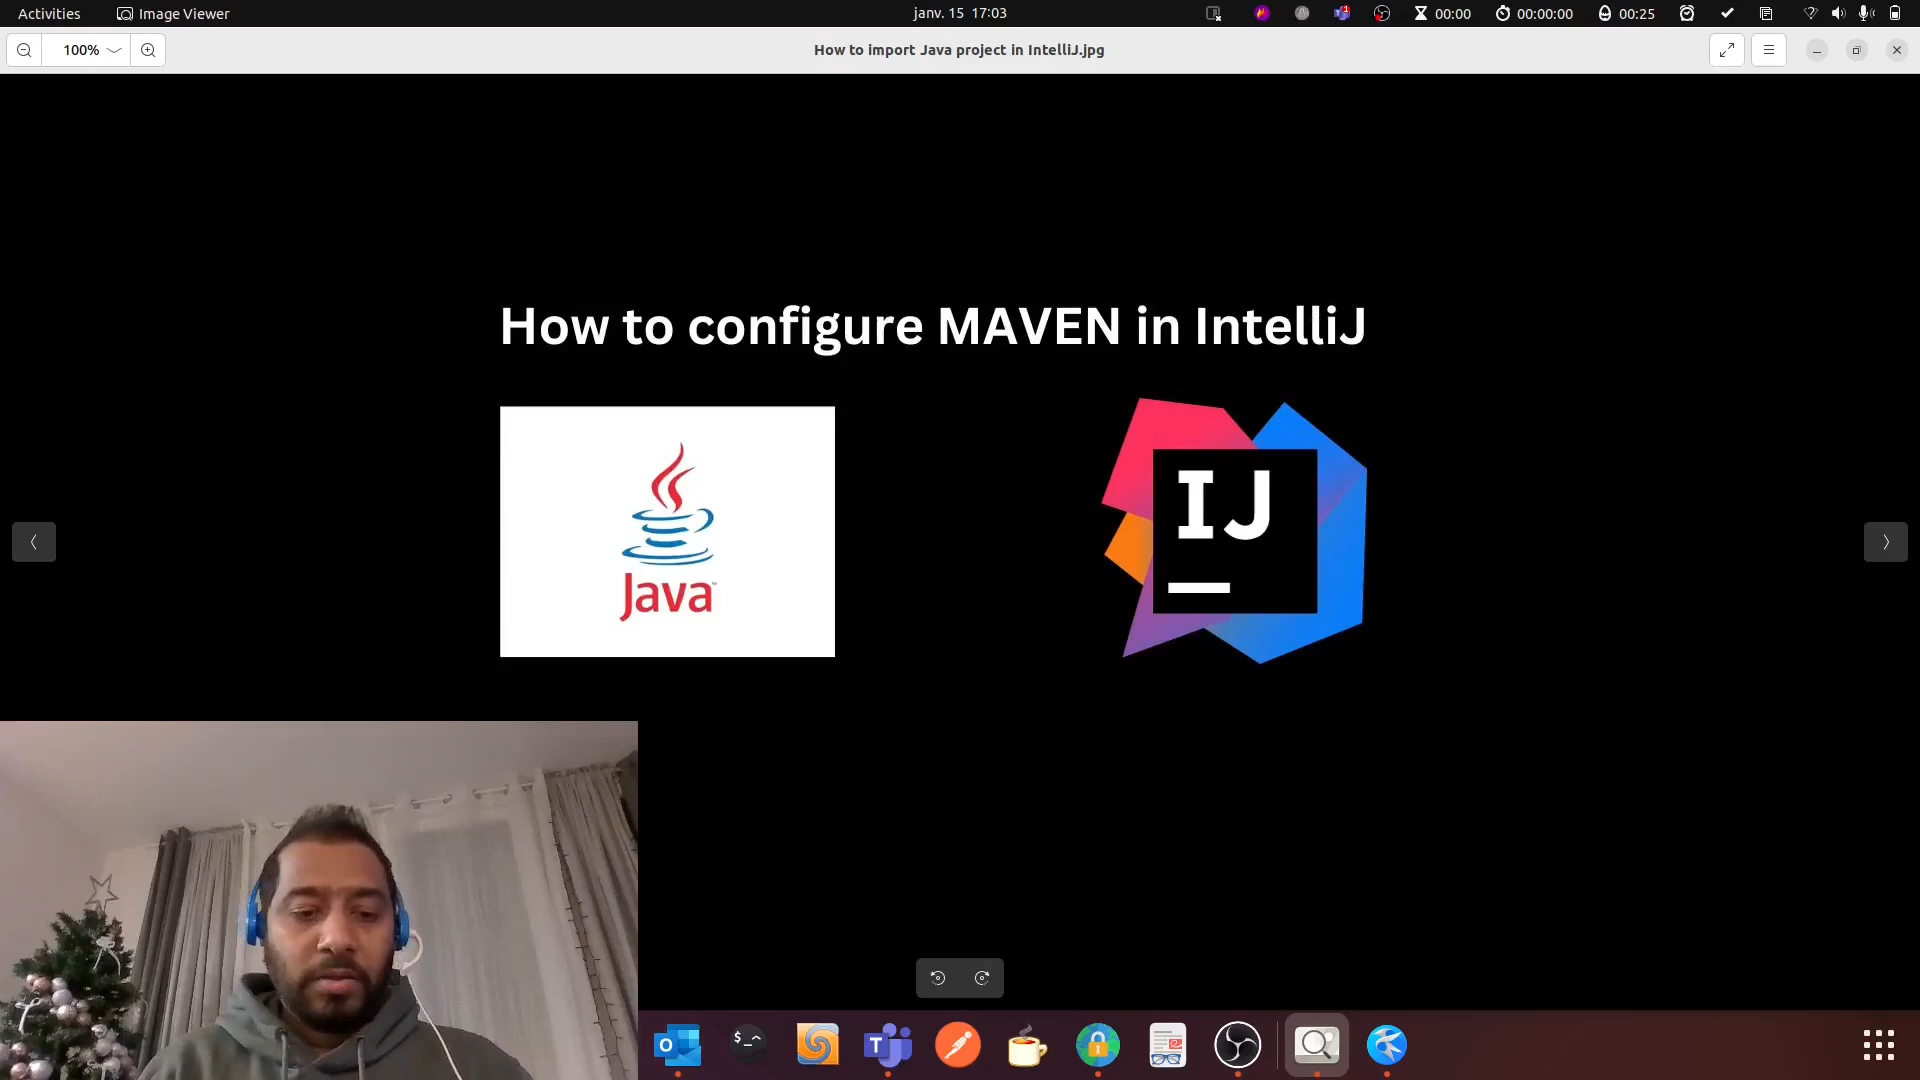 Activities
Image Viewer
janv. 15 17:03
1
00:00
00:00:00
00:25
100%
How to import Java project in IntelliJ.jpg
How to configure MAVEN in IntelliJ
Java
IJ
O
$_
T